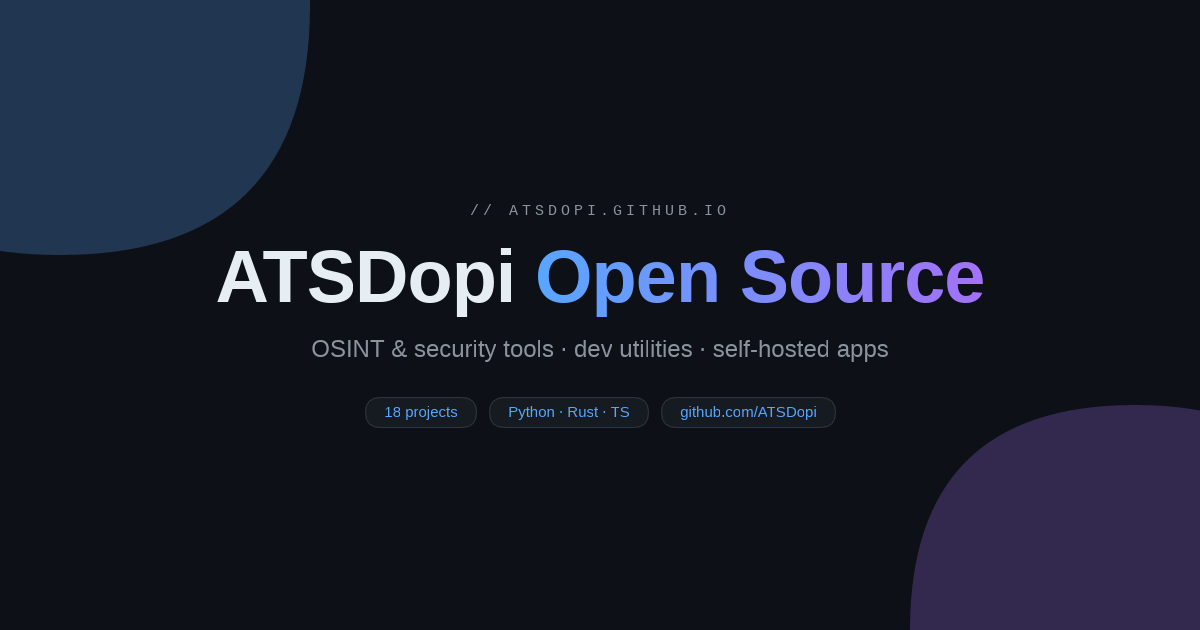 // ATSDOPI.GITHUB.IO
ATSDopi Open Source
OSINT & security tools · dev utilities · self-hosted apps
18 projects Python · Rust · TS github.com/ATSDopi